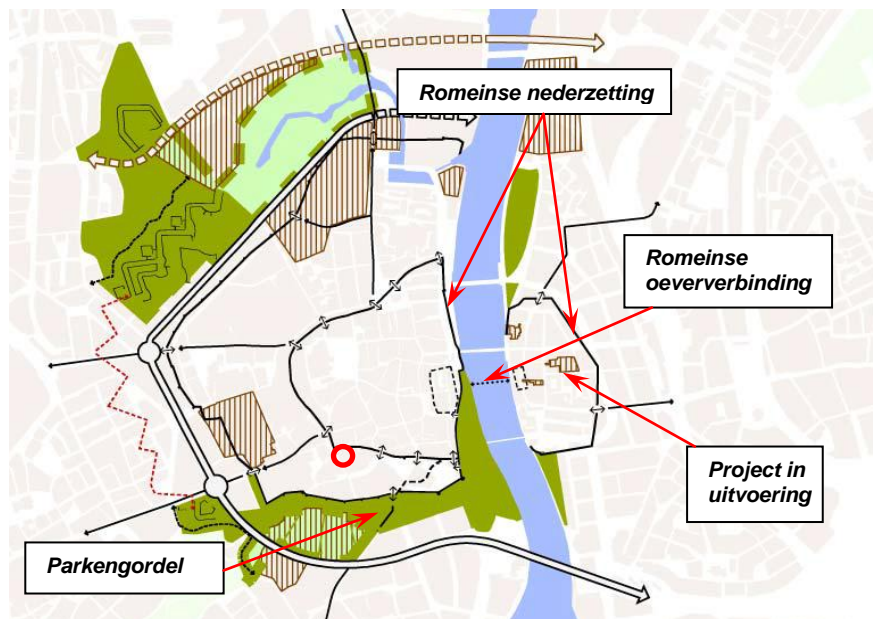 Romeinse nederzetting
Romeinse
oeververbinding
Project in
uitvoering
Parkengordel